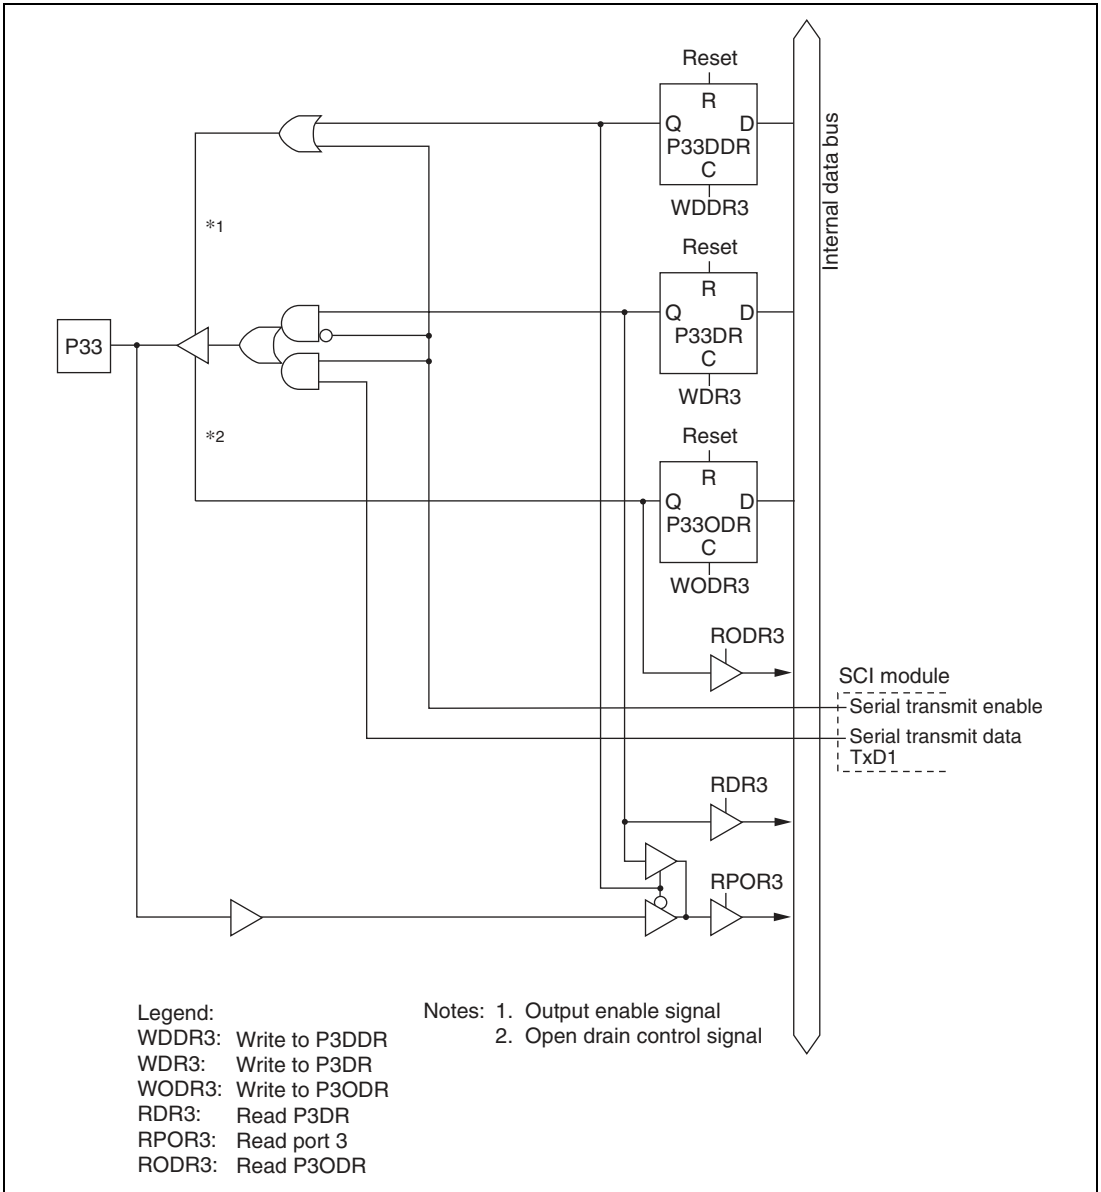 Reset
R
Q D
P33DDR
C
WDDR3
Internal data bus
*1
Reset
R
Q D
P33DR
C
WDR3
P33
*2
Reset
R
Q D
P33ODR
C
WODR3
RODR3
SCI module
Serial transmit enable
Serial transmit data
TxD1
RDR3
RPOR3
Legend:
WDDR3: Write to P3DDR
WDR3: Write to P3DR
WODR3: Write to P3ODR
RDR3: Read P3DR
RPOR3: Read port 3
RODR3: Read P3ODR
Notes: 1. Output enable signal
2. Open drain control signal